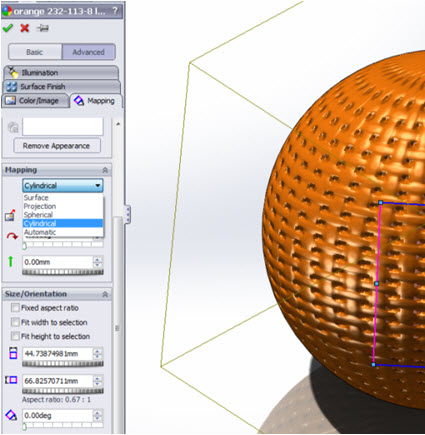 orange 232-113-8 l... ?
Basic Advanced
Illumination
Surface Finish
Color/Image Mapping
Remove Appearance
Mapping
Cylindrical
Surface
Projection
Spherical
Cylindrical
Automatic
0.00mm
Size/Orientation
Fixed aspect ratio
Fit width to selection
Fit height to selection
44.73874981mm
66.82570711mm
Aspect ratio: 0.67 : 1
0.00deg